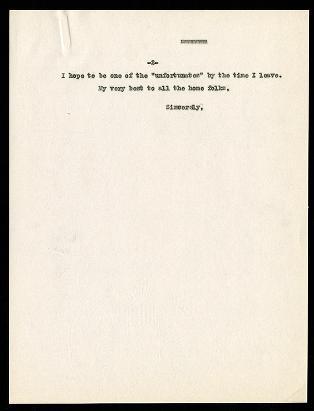 -2-
I hope to be one of the "unfortunates" by the time I leave.
My very best to all the home folks.
Sincerely,